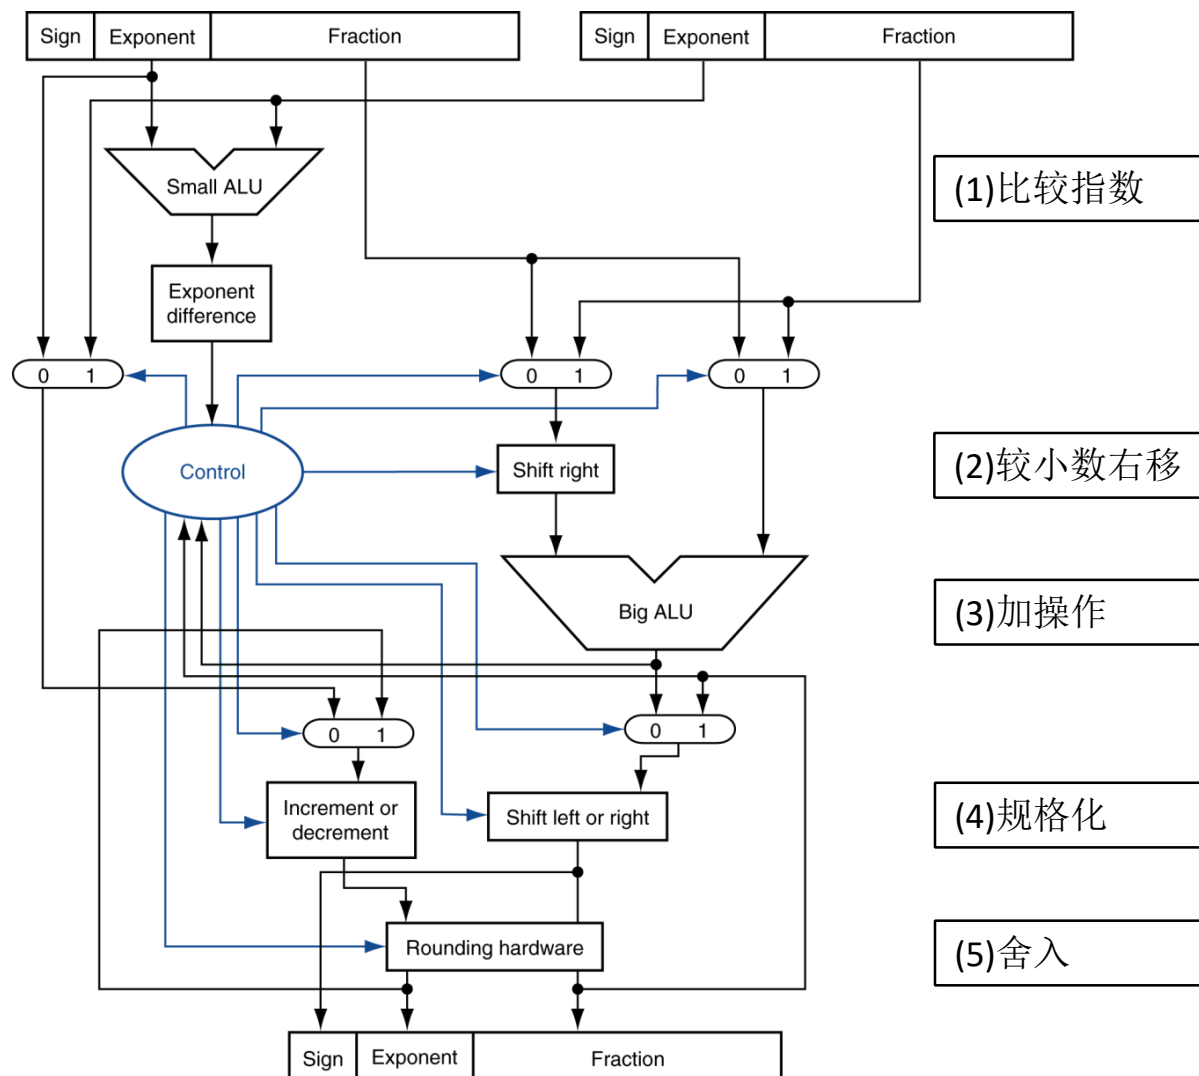 Sign Exponent Fraction Sign Exponent Fraction
Small ALU
(1)比较指数
Exponent
difference
0 1 0 1 0 1
Control
Shift right
(2)较小数右移
Big ALU
(3)加操作
0 1 0 1
Increment or
decrement
Shift left or right
(4)规格化
Rounding hardware
(5)舍入
Sign Exponent Fraction